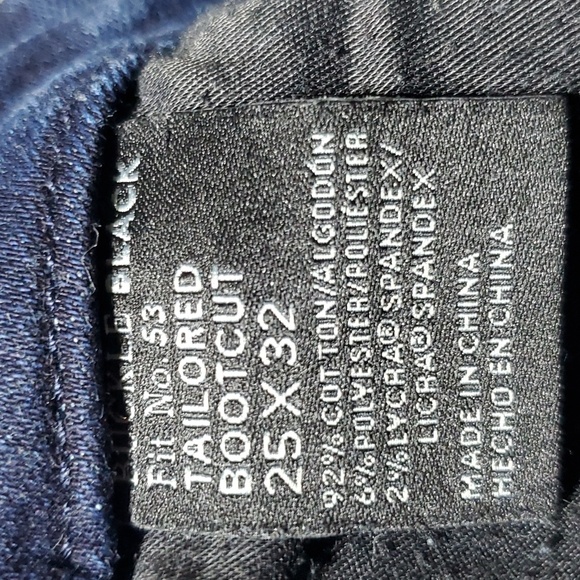 BUCKLE BLACK
Fit No. 53
TAILORED
BOOTCUT
25 X 32
92% COTTON/ALGODÓN
6% POLYESTER/POLIÉSTER
2% LYCRA® SPANDEX/
LICRA® SPANDEX
MADE IN CHINA
HECHO EN CHINA